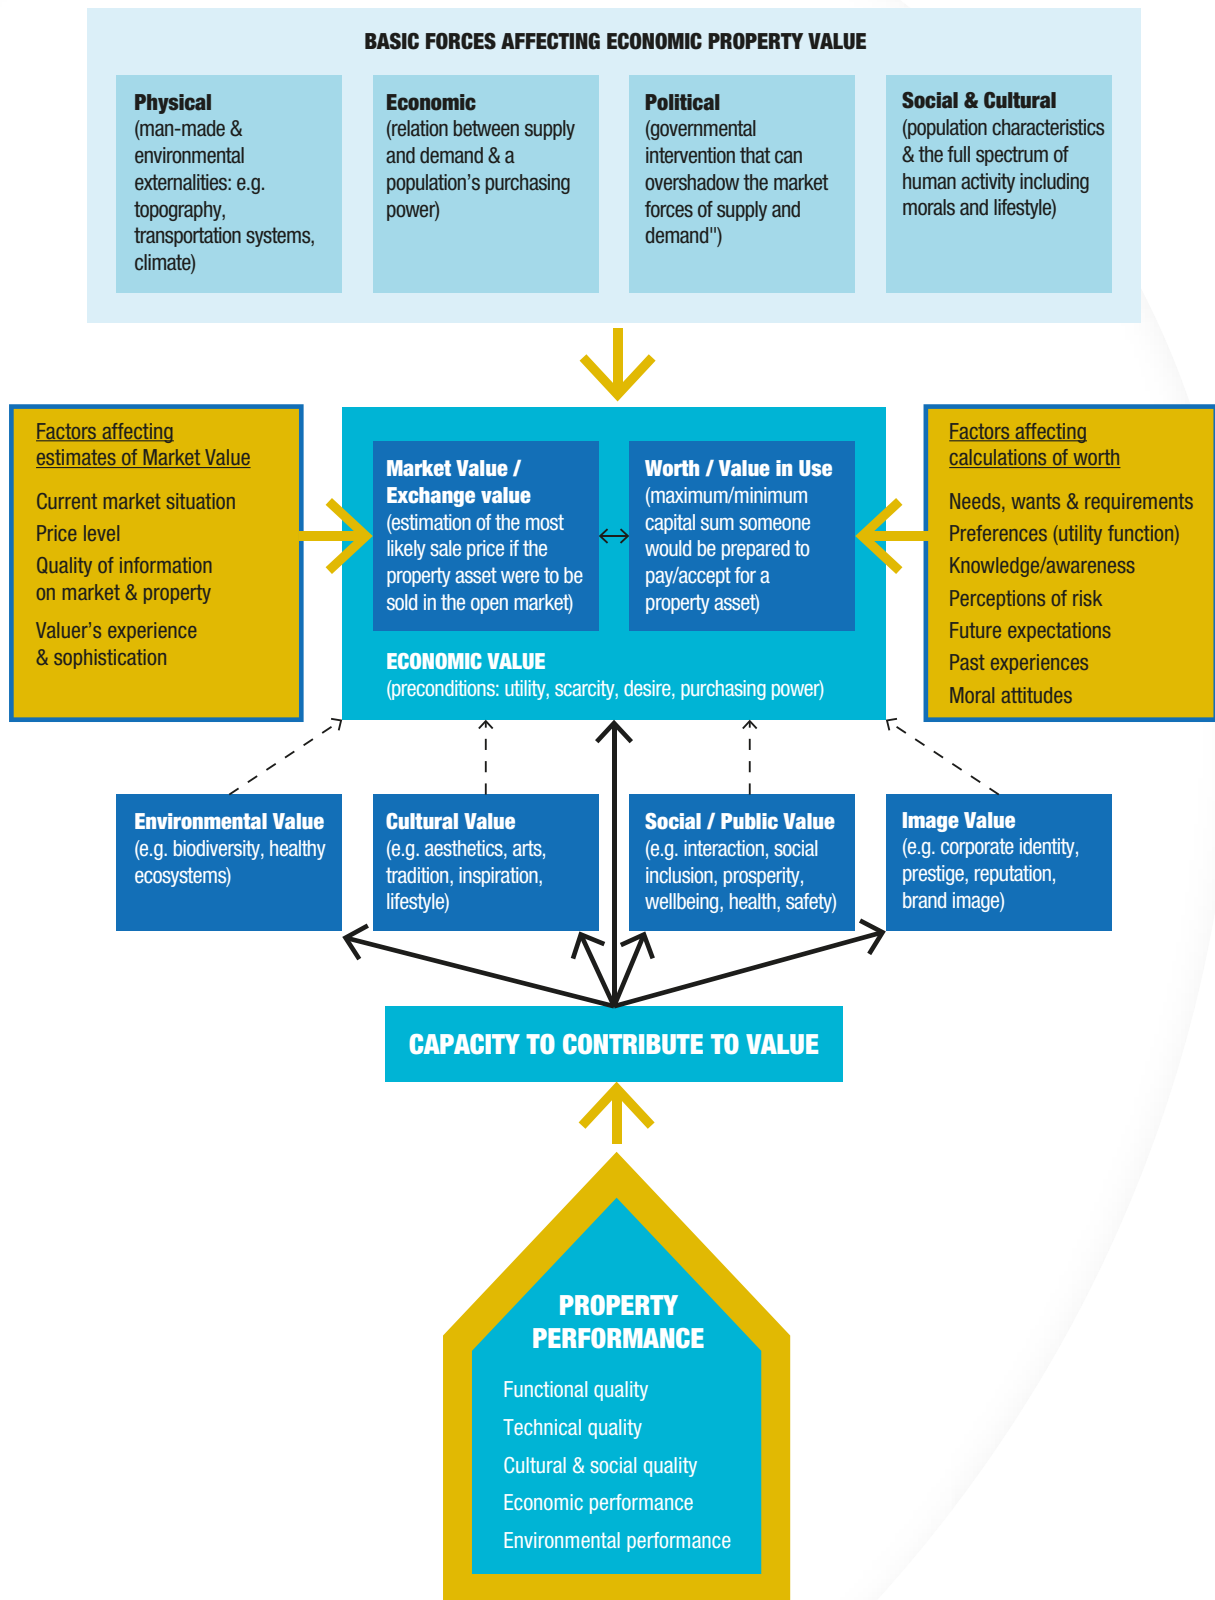 BASIC FORCES AFFECTING ECONOMIC PROPERTY VALUE
Physical
(man-made &
environmental
externalities: e.g.
topography,
transportation systems,
climate)
Economic
(relation between supply
and demand & a
population's purchasing
power)
Political
(governmental
intervention that can
overshadow the market
forces of supply and
demand")
Social & Cultural
(population characteristics
& the full spectrum of
human activity including
morals and lifestyle)
Factors affecting
estimates of Market Value
Current market situation
Price level
Quality of information
on market & property
Valuer's experience
& sophistication
Market Value /
Exchange value
(estimation of the most
likely sale price if the
property asset were to be
sold in the open market)
Worth / Value in Use
(maximum/minimum
capital sum someone
would be prepared to
pay/accept for a
property asset)
ECONOMIC VALUE
(preconditions: utility, scarcity, desire, purchasing power)
Factors affecting
calculations of worth
Needs, wants & requirements
Preferences (utility function)
Knowledge/awareness
Perceptions of risk
Future expectations
Past experiences
Moral attitudes
Environmental Value
(e.g. biodiversity, healthy
ecosystems)
Cultural Value
(e.g. aesthetics, arts,
tradition, inspiration,
lifestyle)
Social / Public Value
(e.g. interaction, social
inclusion, prosperity,
wellbeing, health, safety)
Image Value
(e.g. corporate identity,
prestige, reputation,
brand image)
CAPACITY TO CONTRIBUTE TO VALUE
PROPERTY
PERFORMANCE
Functional quality
Technical quality
Cultural & social quality
Economic performance
Environmental performance